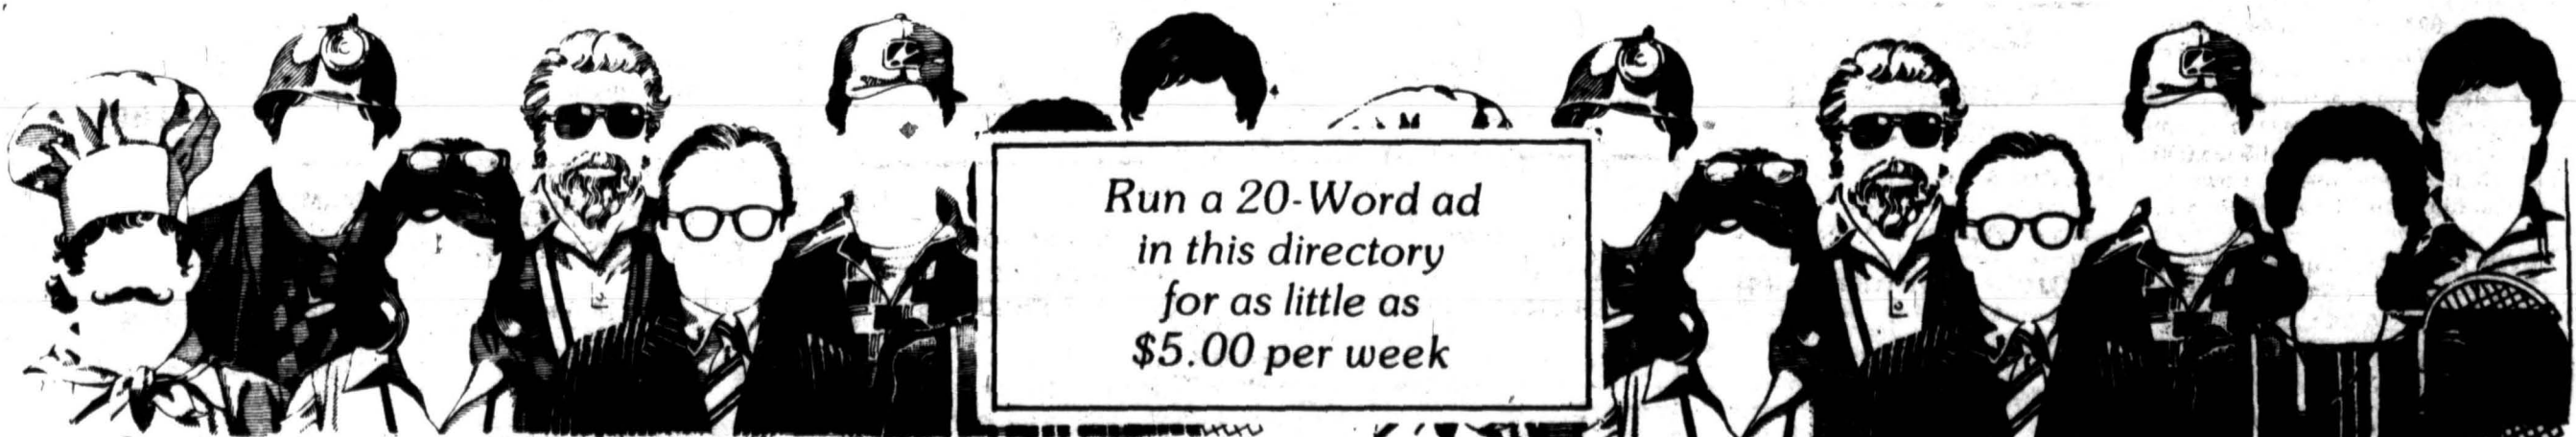 Run a 20-Word ad
in this directory
for as little as
$5.00 per week